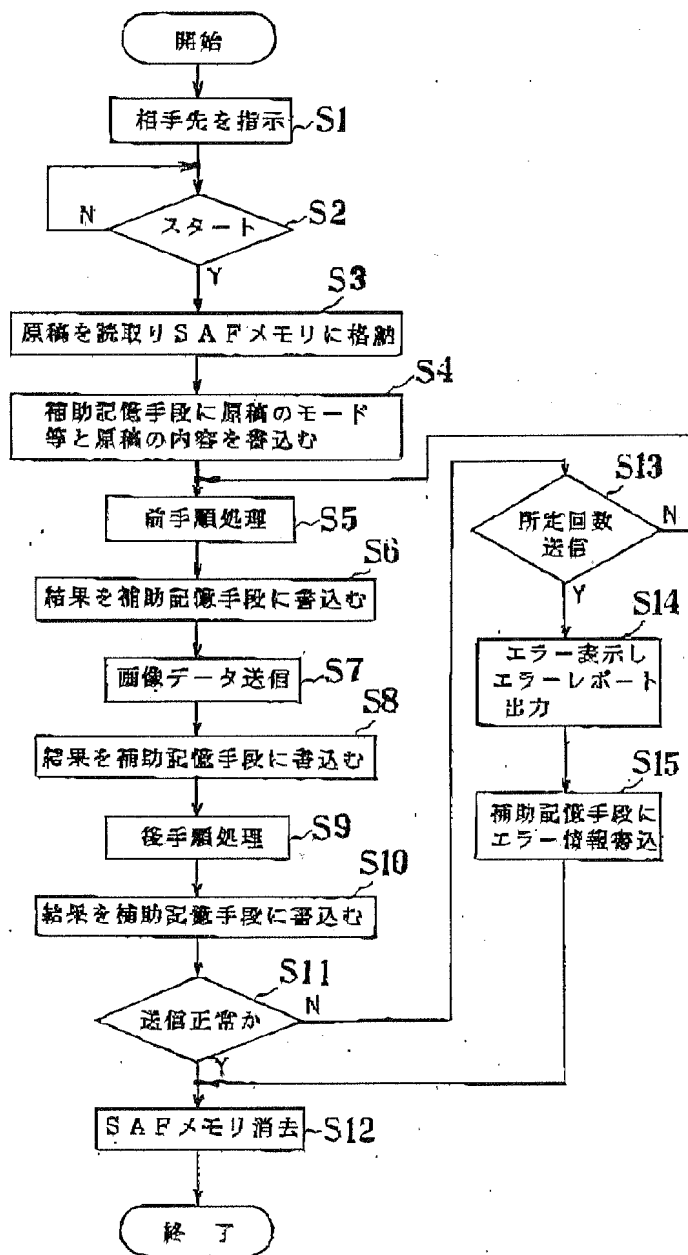 開始
相手先を指示
S1
スタート
S2
N
Y
S3
原稿を読取りSAFメモリに格納
S4
補助記憶手段に原稿のモード
等と原稿の内容を書込む
前手順処理
S5
S6
結果を補助記憶手段に書込む
画像データ送信
S7
S8
結果を補助記憶手段に書込む
後手順処理
S9
S10
結果を補助記憶手段に書込む
S11
送信正常か
N
Y
SAFメモリ消去
S12
終了
S13
所定回数
送信
N
Y
S14
エラー表示し
エラーレポート
出力
S15
補助記憶手段に
エラー情報書込